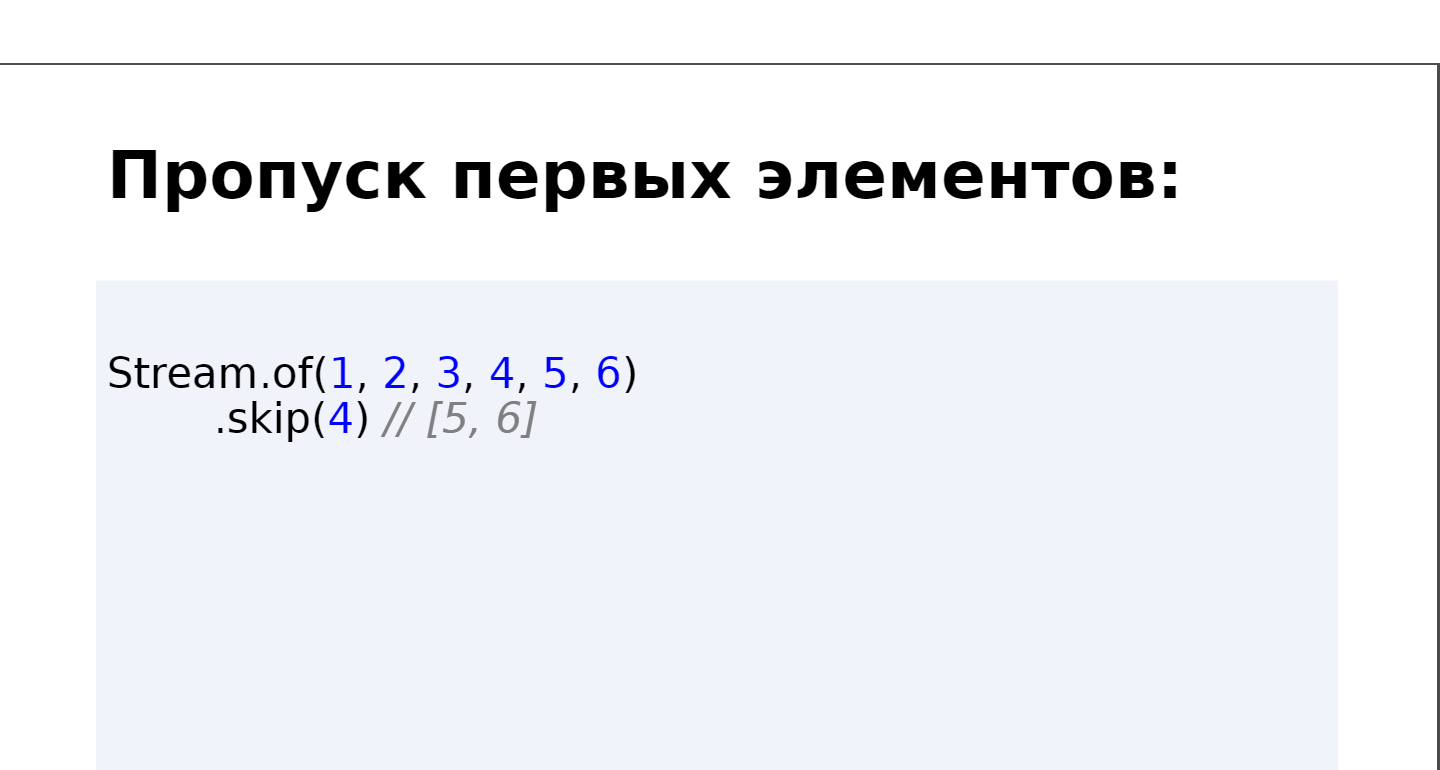 Пропуск первых элементов:
Stream.of(1, 2, 3, 4, 5, 6)
.skip(4) // [5, 6]